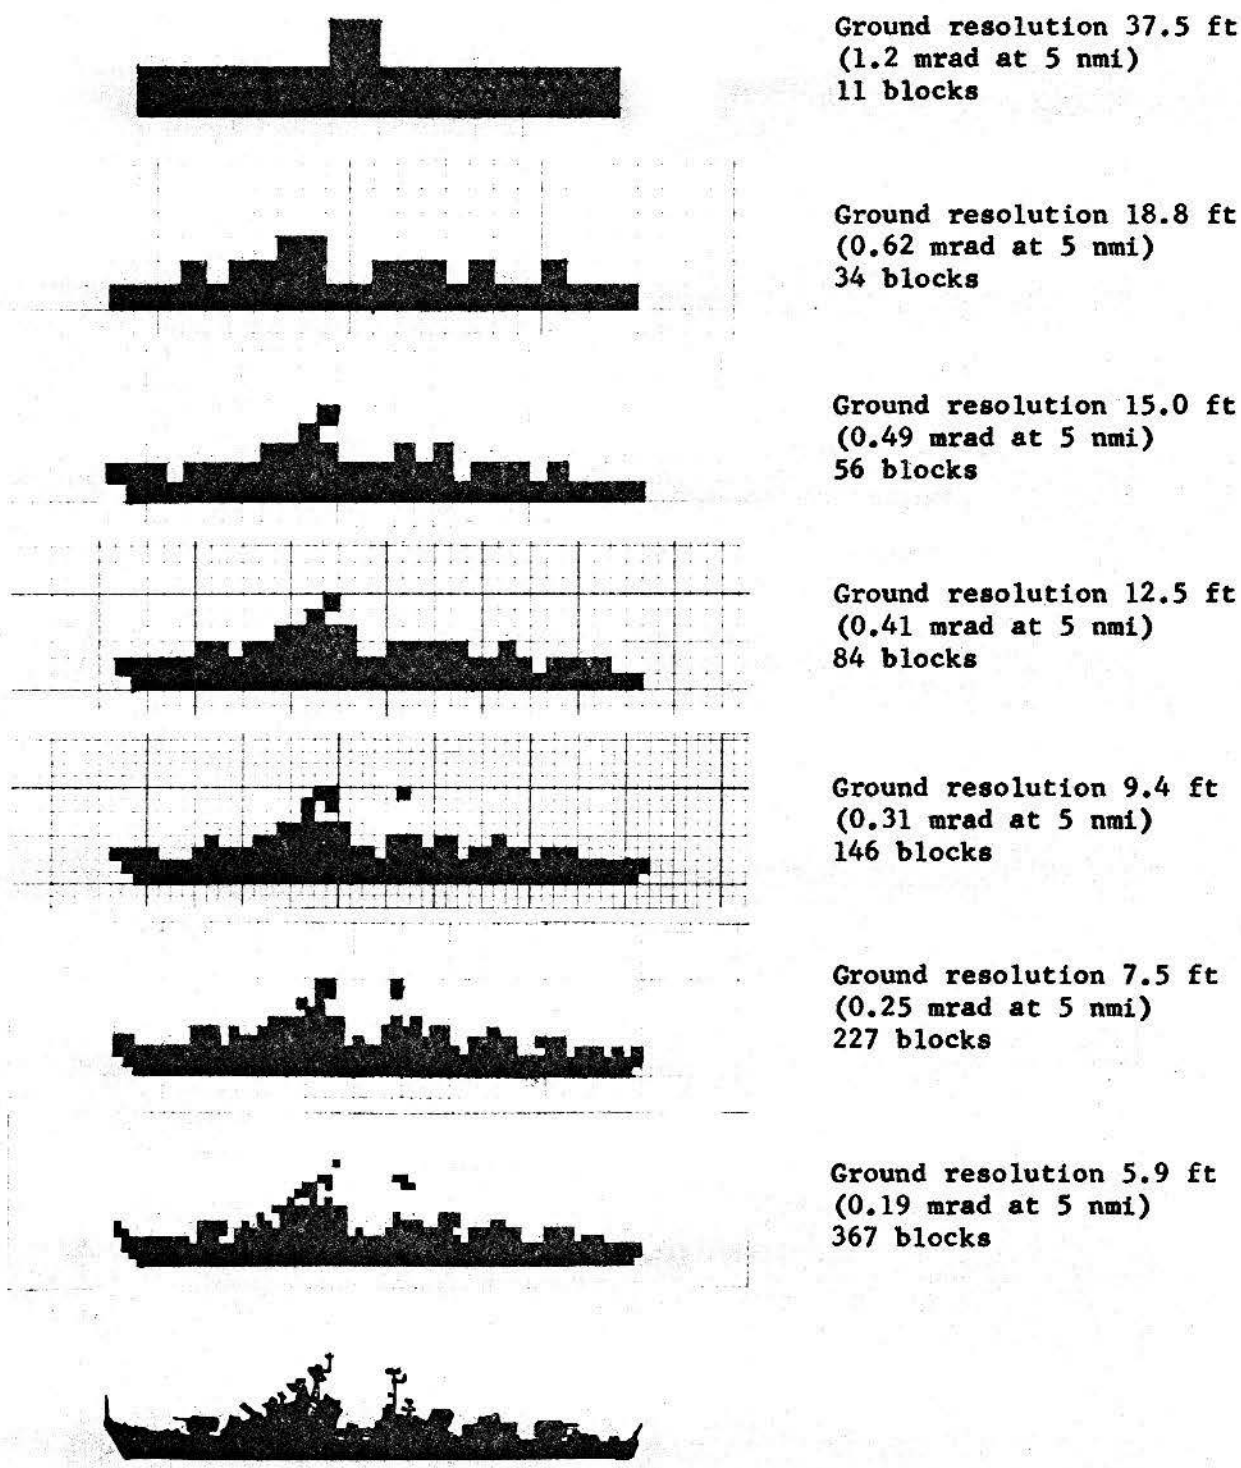 Ground resolution 37.5 ft
(1.2 mrad at 5 nmi)
11 blocks
Ground resolution 18.8 ft
(0.62 mrad at 5 nmi)
34 blocks
Ground resolution 15.0 ft
(0.49 mrad at 5 nmi)
56 blocks
Ground resolution 12.5 ft
(0.41 mrad at 5 nmi)
84 blocks
Ground resolution 9.4 ft
(0.31 mrad at 5 nmi)
146 blocks
Ground resolution 7.5 ft
(0.25 mrad at 5 nmi)
227 blocks
Ground resolution 5.9 ft
(0.19 mrad at 5 nmi)
367 blocks